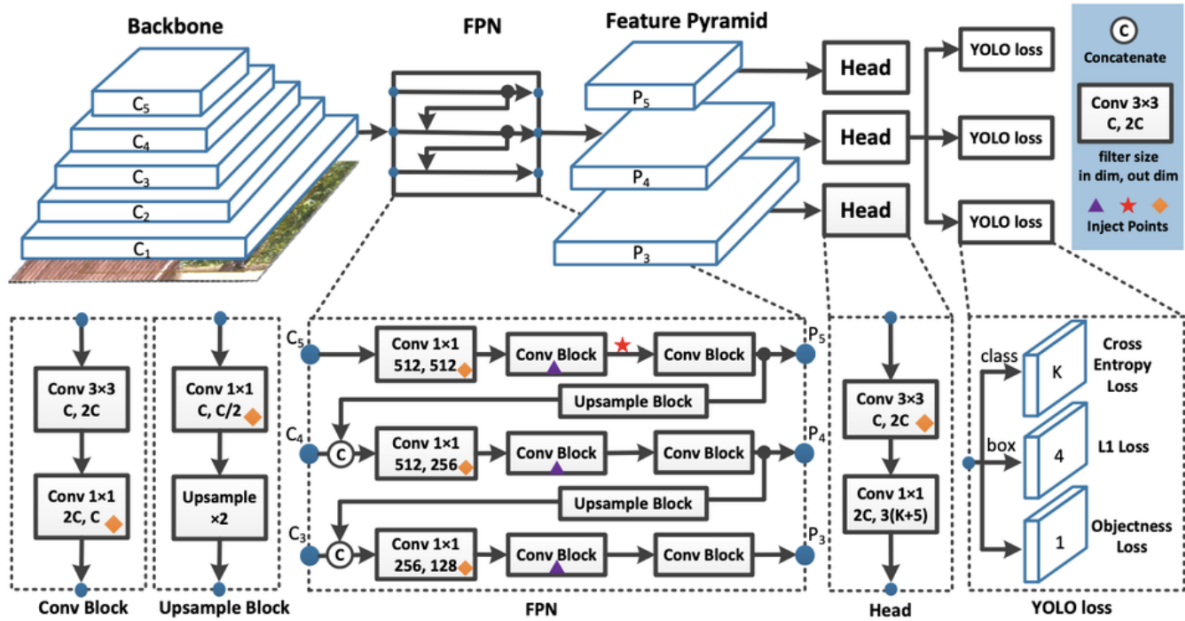 Backbone
FPN
Feature Pyramid
C5
C4
C3
C2
C1
P5
P4
P3
Head
Head
Head
YOLO loss
YOLO loss
YOLO loss
C
Concatenate
Conv 3×3
C, 2C
filter size
in dim, out dim
Inject Points
Conv 3×3
C, 2C
Conv 1×1
2C, C
Conv Block
Conv 1×1
C, C/2
Upsample
×2
Upsample Block
C5
Conv 1×1
512, 512
Conv Block
Conv Block
P5
Upsample Block
C4
C
Conv 1×1
512, 256
Conv Block
Conv Block
P4
Upsample Block
C3
C
Conv 1×1
256, 128
Conv Block
Conv Block
P3
FPN
Conv 3×3
C, 2C
Conv 1×1
2C, 3(K+5)
Head
class
K
Cross
Entropy
Loss
box
4
L1 Loss
1
Objectness
Loss
YOLO loss